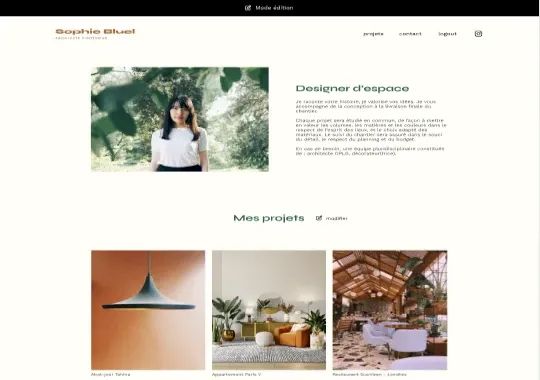 Mode édition
Sophie Bluel
ARCHITECTE D'INTÉRIEUR
projets
contact
logout
Designer d'espace
Je raconte votre histoire, je valorise vos idées. Je vous
accompagne de la conception à la livraison finale du
chantier.
Chaque projet sera étudié en commun, de façon à mettre
en valeur les volumes, les matières et les couleurs dans le
respect de l'esprit des lieux, et le choix adapté des
matériaux. Le suivi du chantier sera assuré dans le souci
du détail, le respect du planning et du budget.
En cas de besoin, une équipe pluridisciplinaire constituée
de : architecte DPLG, décorateur(trice).
Mes projets
modifier
Abat-jour Tahina
Appartement Paris V
Restaurant Sushisen - Londres